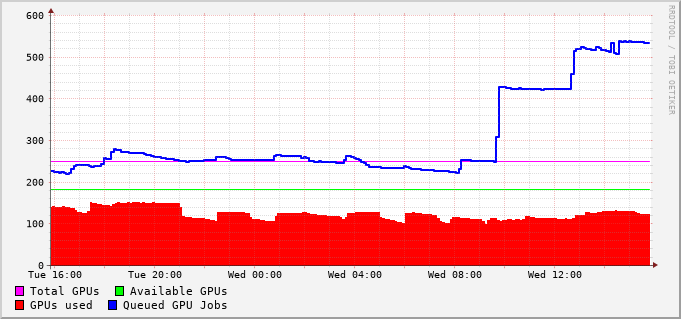 600
500
400
300
200
100
0
Tue 16:00 Tue 20:00 Wed 00:00 Wed 04:00 Wed 08:00 Wed 12:00
Total GPUs Available GPUs
GPUs used Queued GPU Jobs
RRDTOOL / TOBI OETIKER